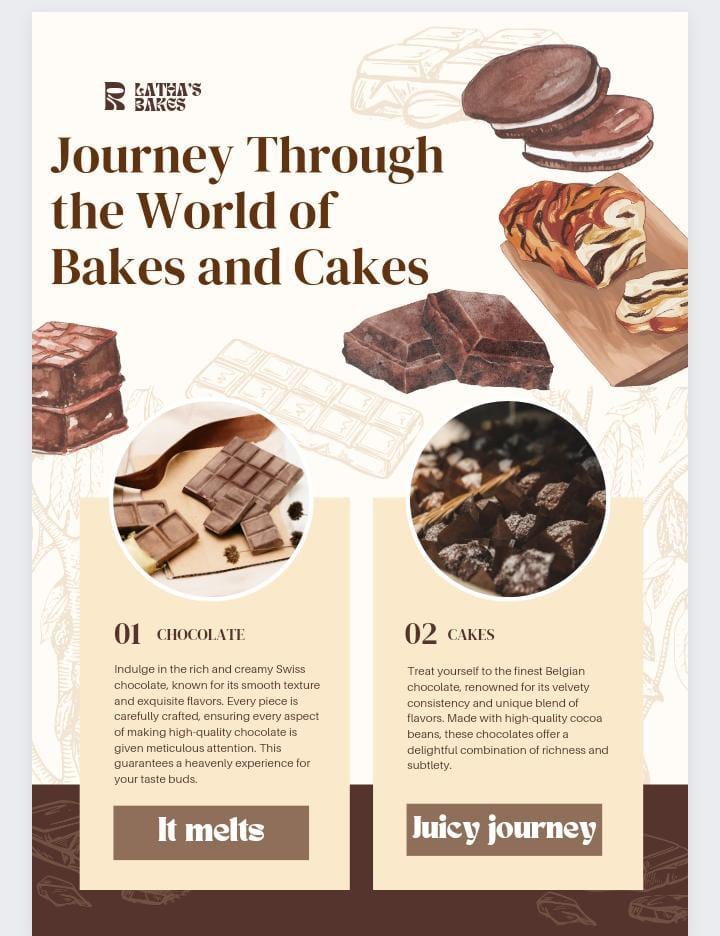 LATHA'S
BAKES
Journey Through
the World of
Bakes and Cakes
01 CHOCOLATE
Indulge in the rich and creamy Swiss
chocolate, known for its smooth texture
and exquisite flavors. Every piece is
carefully crafted, ensuring every aspect
of making high-quality chocolate is
given meticulous attention. This
guarantees a heavenly experience for
your taste buds.
It melts
02 CAKES
Treat yourself to the finest Belgian
chocolate, renowned for its velvety
consistency and unique blend of
flavors. Made with high-quality cocoa
beans, these chocolates offer a
delightful combination of richness and
subtlety.
Juicy journey